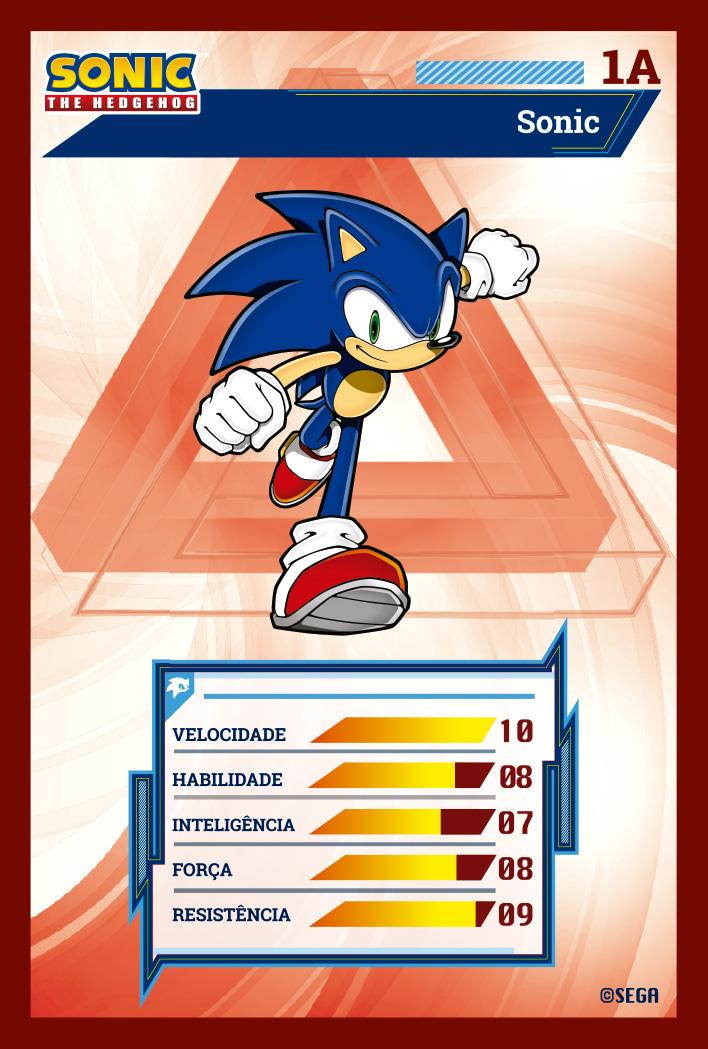 SONIC
THE HEDGEHOG
1A
Sonic
VELOCIDADE 10
HABILIDADE 08
INTELIGÊNCIA 07
FORÇA 08
RESISTÊNCIA 09
©SEGA